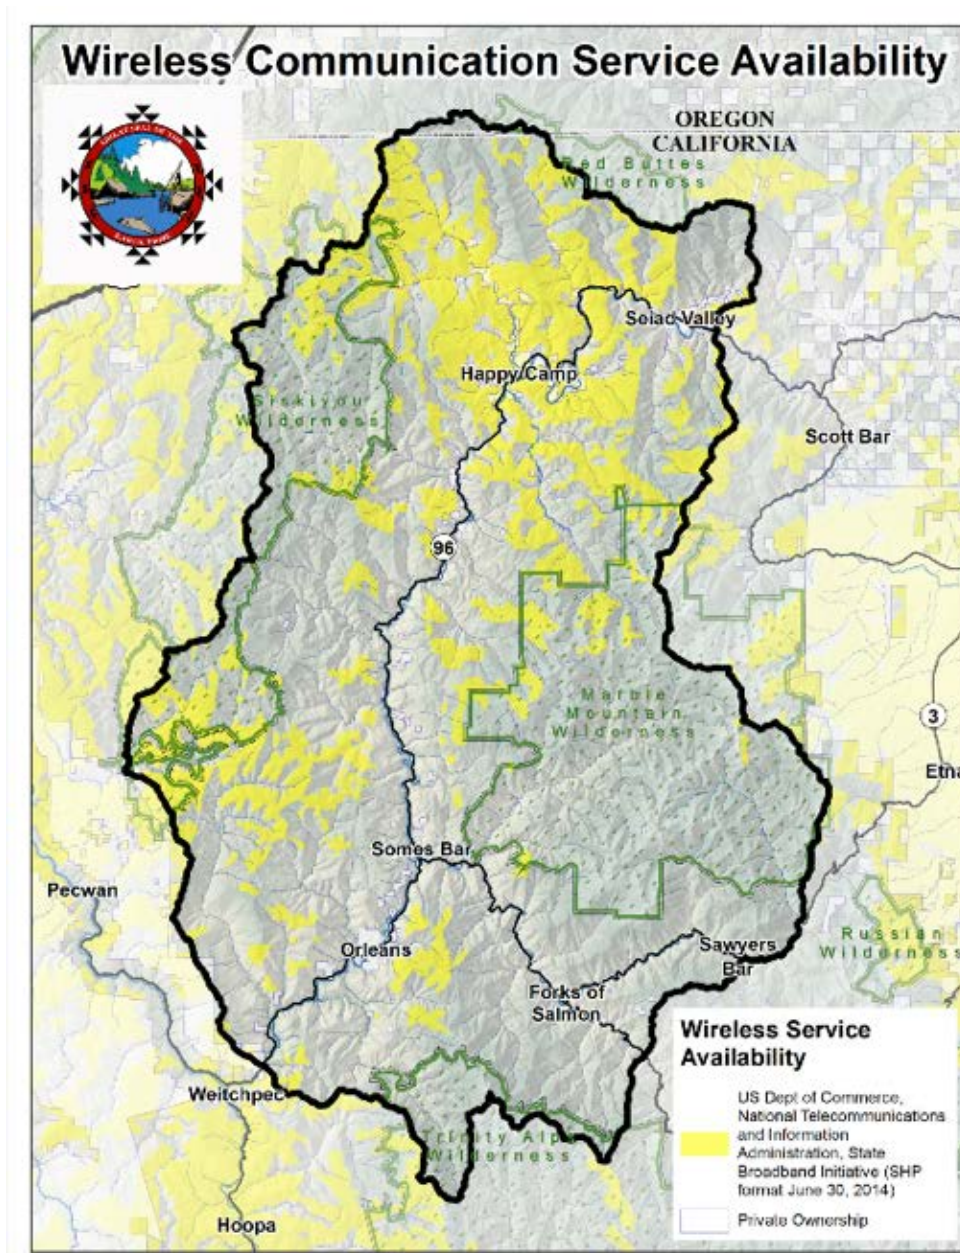 Wireless Communication Service Availability
OREGON
CALIFORNIA
Red Buttes
Wilderness
Seiad Valley
Happy Camp
Siskiyou
Wilderness
Scott Bar
96
Marble
Mountain
Wilderness
3
Etna
Somes Bar
Pecwan
Orleans
Sawyers
Bar
Russian
Wilderness
Forks of
Salmon
Weitchpec
Trinity Alps
Wilderness
Hoopa
Wireless Service
Availability
US Dept of Commerce,
National Telecommunications
and Information
Administration, State
Broadband Initiative (SHP
format June 30, 2014)
Private Ownership